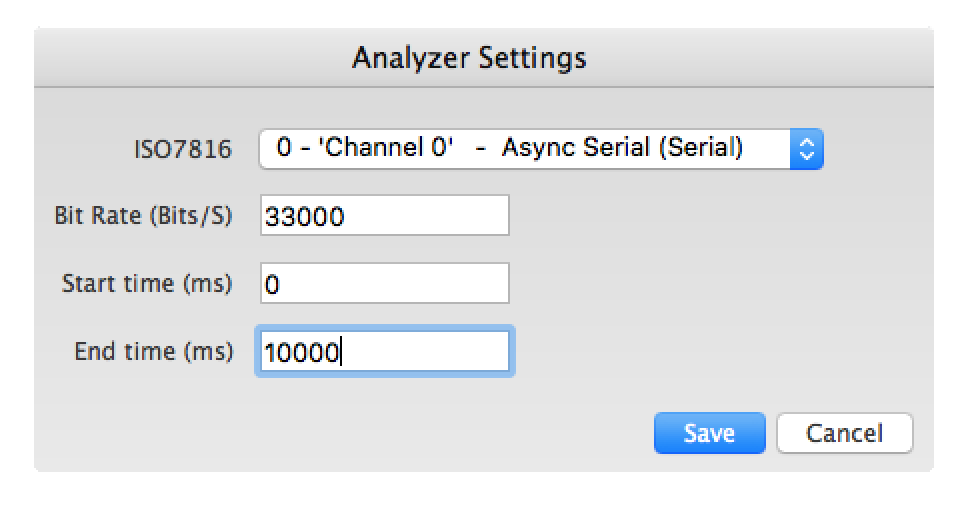 Analyzer Settings
ISO7816 0 - 'Channel 0' - Async Serial (Serial)
Bit Rate (Bits/S) 33000
Start time (ms) 0
End time (ms) 10000
Save Cancel